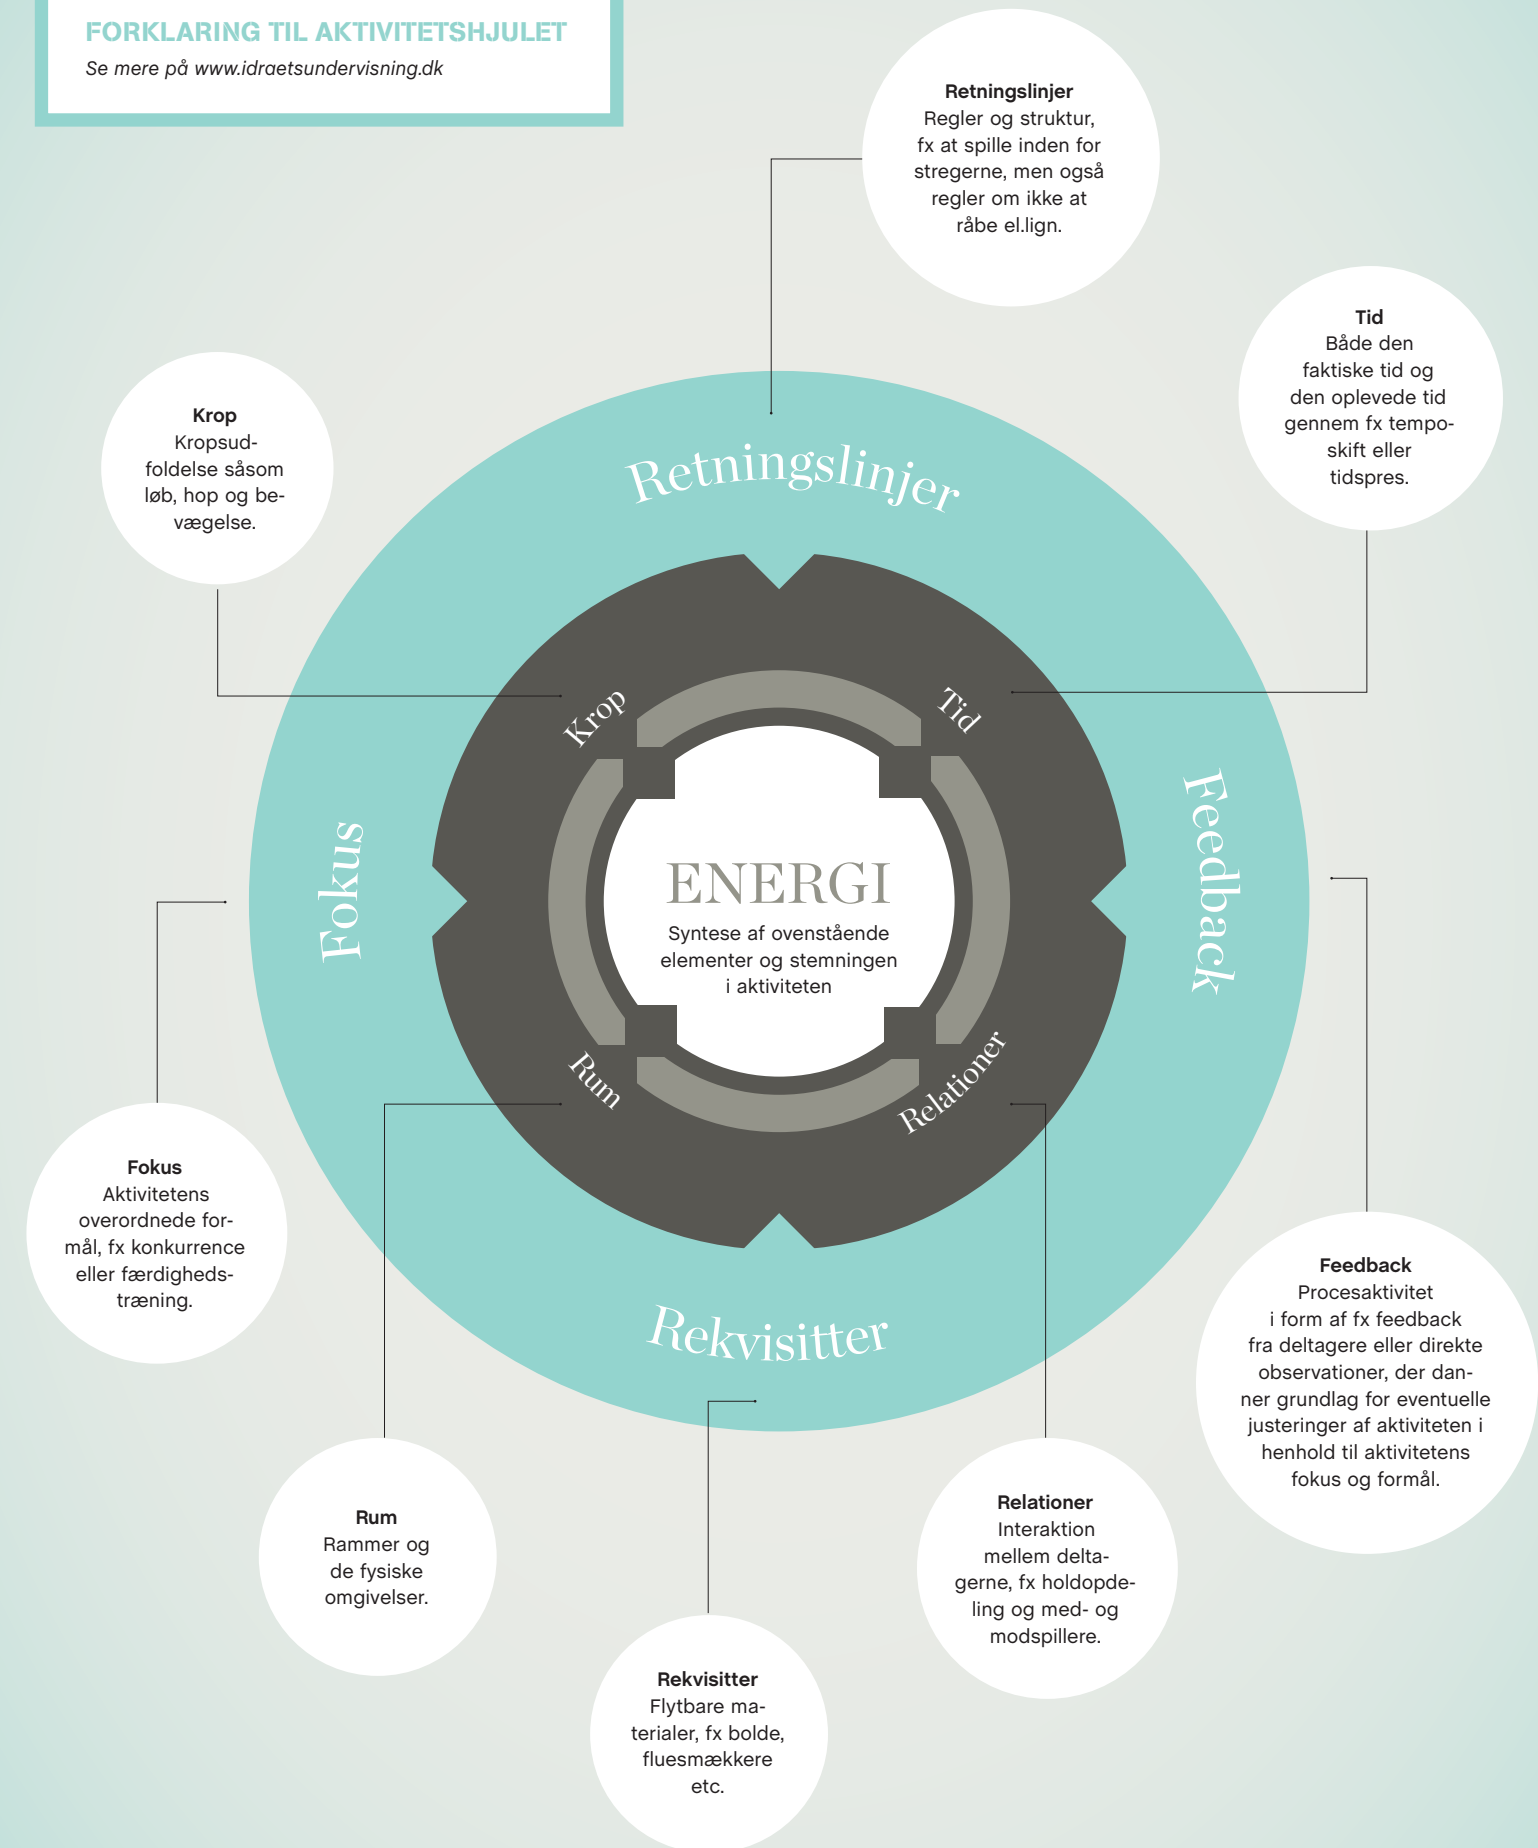 FORKLARING TIL AKTIVITETSHJULET
Se mere på www.idraetsundervisning.dk
Retningslinjer
Regler og struktur,
fx at spille inden for
stregerne, men også
regler om ikke at
råbe el.lign.
Tid
Både den
faktiske tid og
den oplevede tid
gennem fx tempo-
skift eller
tidspres.
Krop
Kropsud-
foldelse såsom
løb, hop og be-
vægelse.
Retningslinjer
Krop
Tid
Fokus
Feedback
ENERGI
Syntese af ovenstående
elementer og stemningen
i aktiviteten
Rum
Relationer
Rekvisitter
Fokus
Aktivitetens
overordnede for-
mål, fx konkurrence
eller færdigheds-
træning.
Feedback
Procesaktivitet
i form af fx feedback
fra deltagere eller direkte
observationer, der dan-
ner grundlag for eventuelle
justeringer af aktiviteten i
henhold til aktivitetens
fokus og formål.
Rum
Rammer og
de fysiske
omgivelser.
Relationer
Interaktion
mellem delta-
gerne, fx holdopde-
ling og med- og
modspillere.
Rekvisitter
Flytbare ma-
terialer, fx bolde,
fluesmækkere
etc.